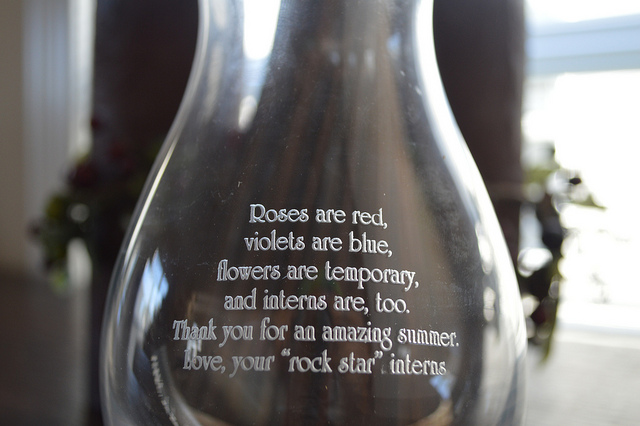 Roses are red,
violets are blue,
flowers are temporary,
and interns are, too.
Thank you for an amazing summer.
Love, your “rock star” interns